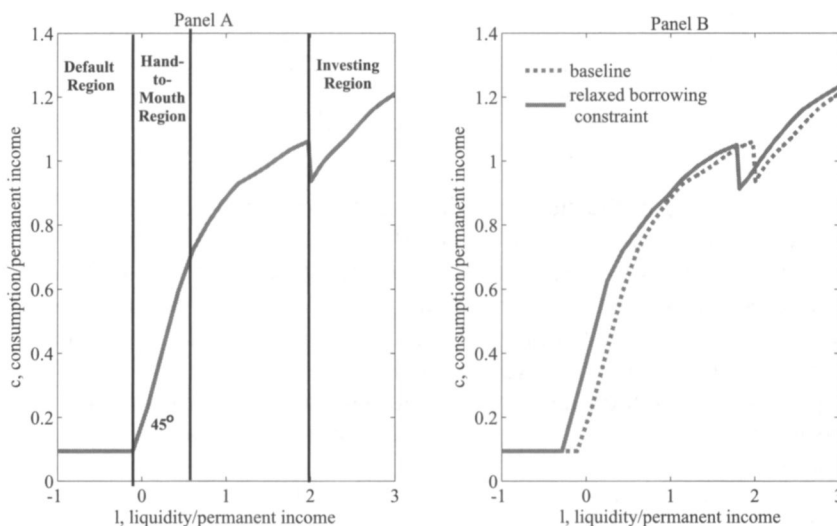 Panel A
1.4
1.2
1
0.8
0.6
0.4
0.2
0
-1
0
1
2
3
c, consumption/permanent income
l, liquidity/permanent income
Default
Region
Hand-
to-
Mouth
Region
Investing
Region
45°
Panel B
1.4
1.2
1
0.8
0.6
0.4
0.2
0
-1
0
1
2
3
c, consumption/permanent income
l, liquidity/permanent income
baseline
relaxed borrowing
constraint